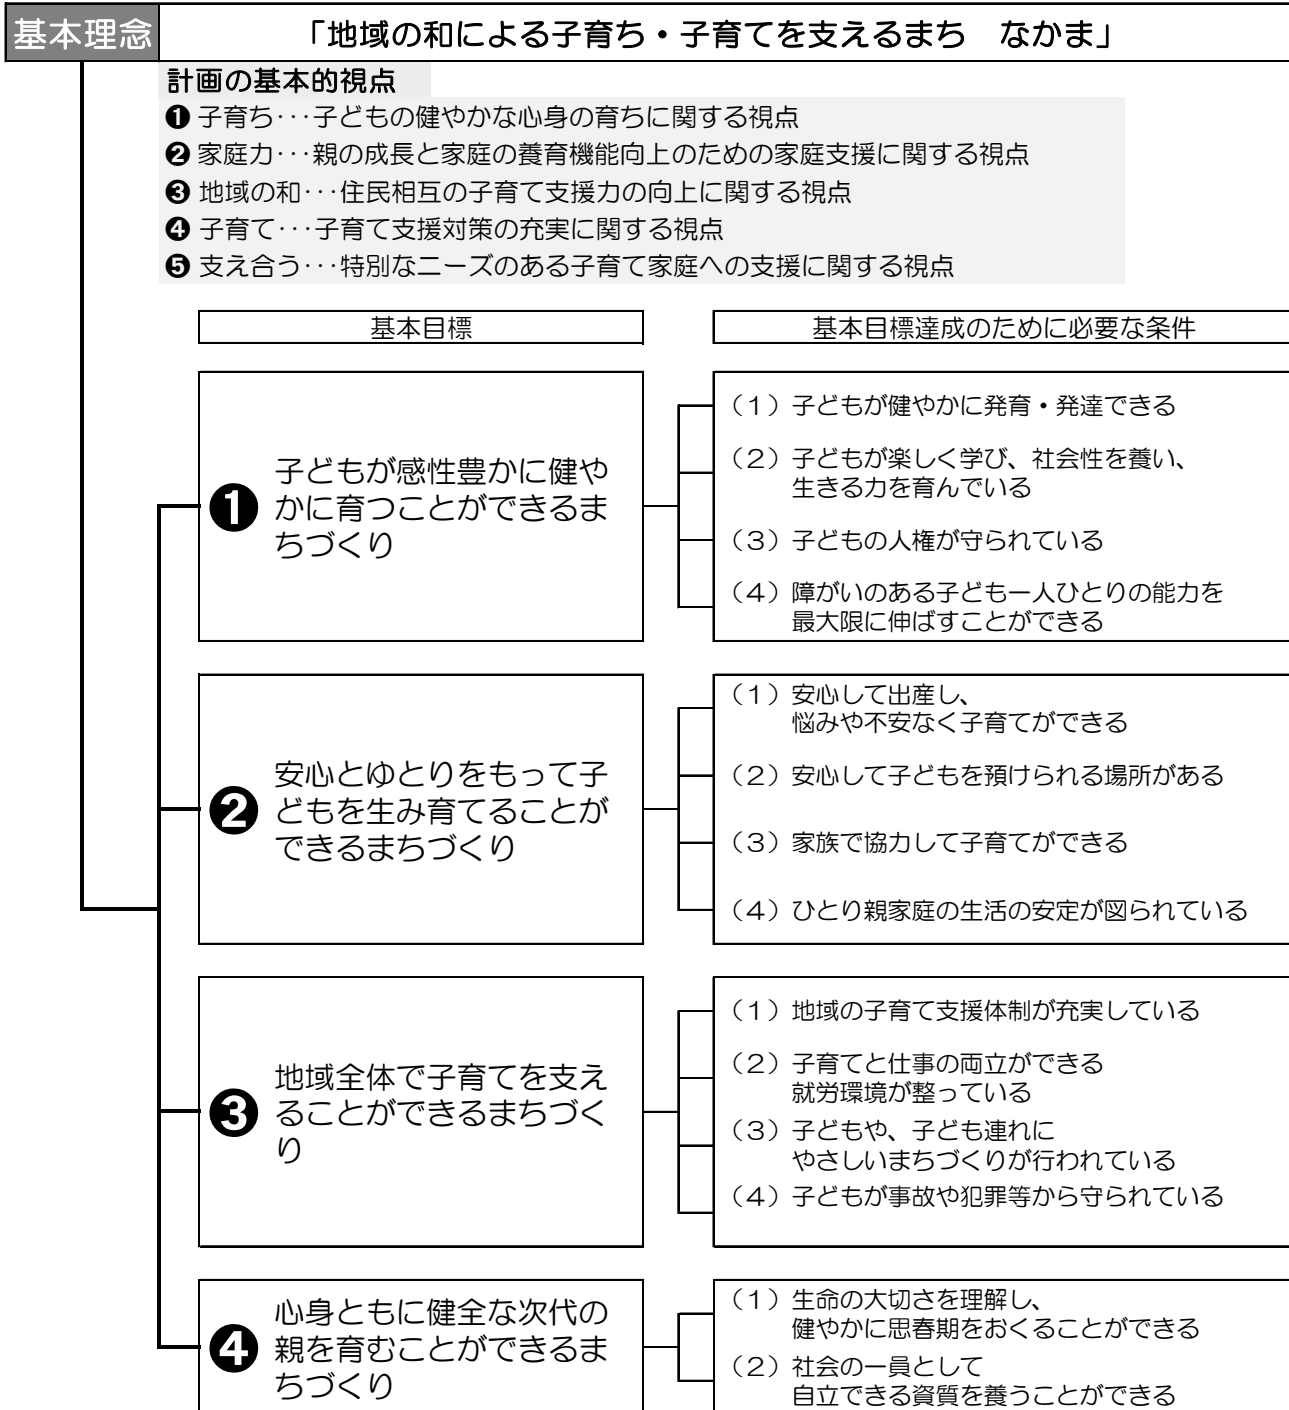 基本理念
「地域の和による子育ち・子育てを支えるまち　なかま」
計画の基本的視点
❶ 子育ち･･･子どもの健やかな心身の育ちに関する視点
❷ 家庭力･･･親の成長と家庭の養育機能向上のための家庭支援に関する視点
❸ 地域の和･･･住民相互の子育て支援力の向上に関する視点
❹ 子育て･･･子育て支援対策の充実に関する視点
❺ 支え合う･･･特別なニーズのある子育て家庭への支援に関する視点
基本目標
基本目標達成のために必要な条件
❶
子どもが感性豊かに健や
かに育つことができるま
ちづくり
（１）子どもが健やかに発育・発達できる
（２）子どもが楽しく学び、社会性を養い、
生きる力を育んでいる
（３）子どもの人権が守られている
（４）障がいのある子ども一人ひとりの能力を
最大限に伸ばすことができる
❷
安心とゆとりをもって子
どもを生み育てることが
できるまちづくり
（１）安心して出産し、
悩みや不安なく子育てができる
（２）安心して子どもを預けられる場所がある
（３）家族で協力して子育てができる
（４）ひとり親家庭の生活の安定が図られている
❸
地域全体で子育てを支え
ることができるまちづく
り
（１）地域の子育て支援体制が充実している
（２）子育てと仕事の両立ができる
就労環境が整っている
（３）子どもや、子ども連れに
やさしいまちづくりが行われている
（４）子どもが事故や犯罪等から守られている
❹
心身ともに健全な次代の
親を育むことができるま
ちづくり
（１）生命の大切さを理解し、
健やかに思春期をおくることができる
（２）社会の一員として
自立できる資質を養うことができる